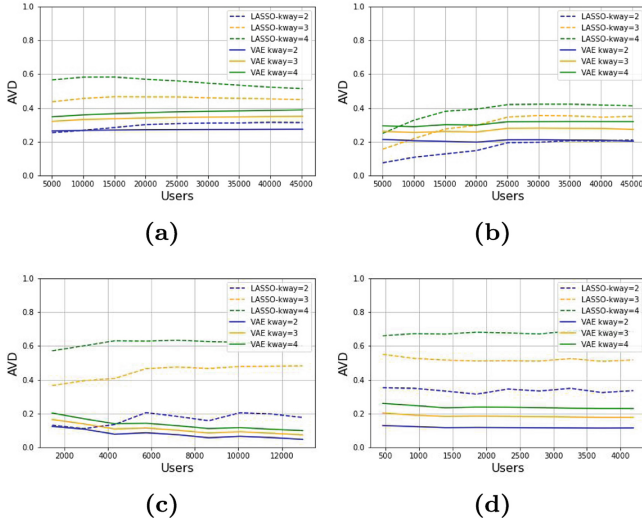 1.0
0.8
0.6
0.4
0.2
0.0
AVD
LASSO-kway=2
LASSO-kway=3
LASSO-kway=4
VAE kway=2
VAE kway=3
VAE kway=4
5000 10000 15000 20000 25000 30000 35000 40000 45000
Users
(a)
1.0
0.8
0.6
0.4
0.2
0.0
AVD
LASSO-kway=2
LASSO-kway=3
LASSO-kway=4
VAE kway=2
VAE kway=3
VAE kway=4
5000 10000 15000 20000 25000 30000 35000 40000 45000
Users
(b)
1.0
0.8
0.6
0.4
0.2
0.0
AVD
LASSO-kway=2
LASSO-kway=3
LASSO-kway=4
VAE kway=2
VAE kway=3
VAE kway=4
2000 4000 6000 8000 10000 12000
Users
(c)
1.0
0.8
0.6
0.4
0.2
0.0
AVD
LASSO-kway=2
LASSO-kway=3
LASSO-kway=4
VAE kway=2
VAE kway=3
VAE kway=4
500 1000 1500 2000 2500 3000 3500 4000
Users
(d)